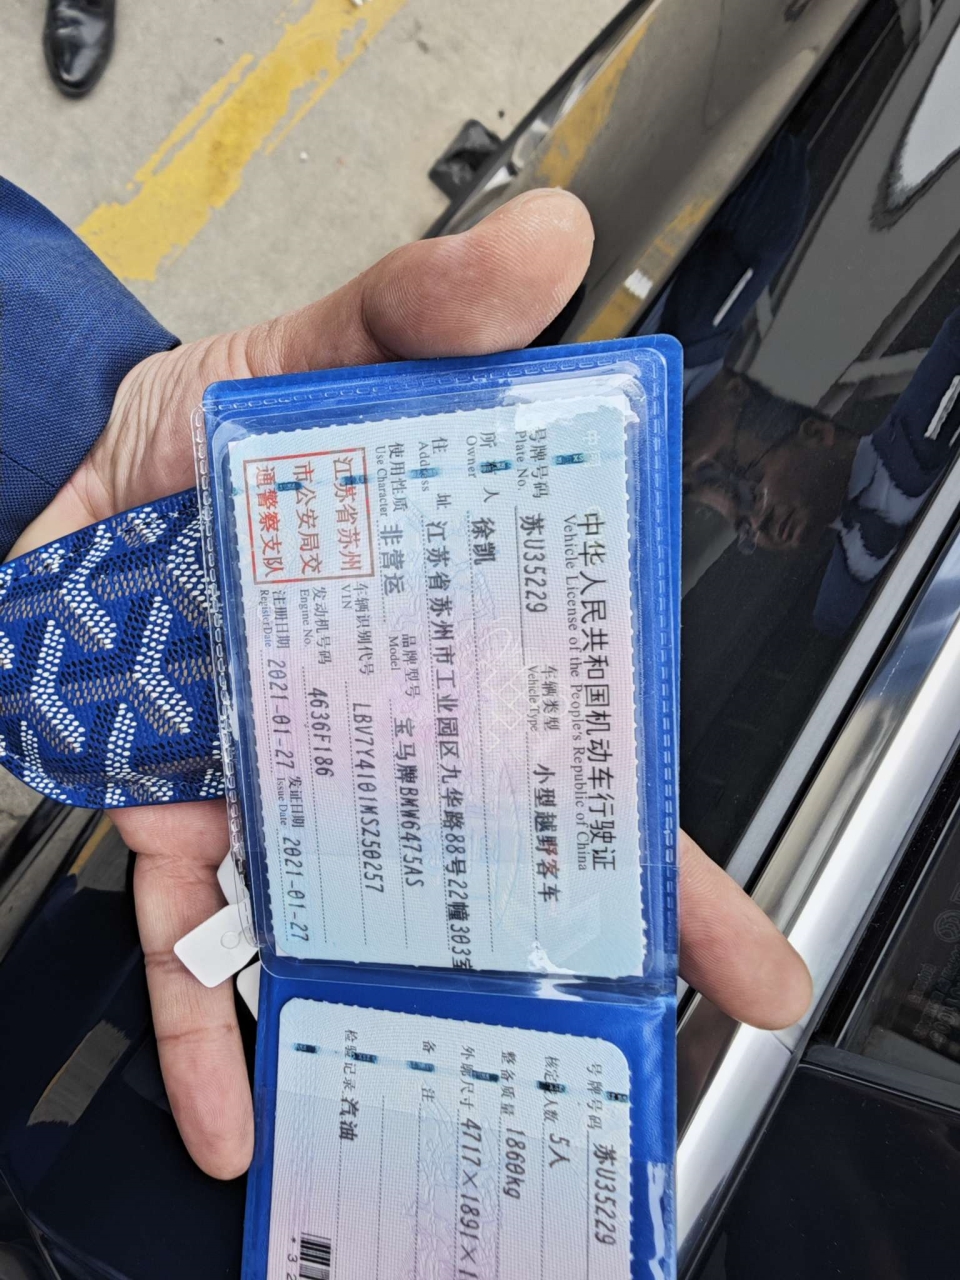 中华人民共和国机动车行驶证
Vehicle License of the People's Republic of China
号牌号码 苏U35229 车辆类型 小型越野客车
Plate No. Vehicle Type
所有人 徐凯
Owner
住址 江苏省苏州市工业园区九华路88号22幢303室
Address
使用性质 非营运 品牌型号 宝马牌BMW6475AS
Use Character Model
江苏省苏州
市公安局交
通警察支队
车辆识别代号 LBV7Y4101MS250257
VIN
发动机号码 4636F186
Engine No.
注册日期 2021-01-27 发证日期 2021-01-27
Register Date Issue Date
号牌号码 苏U35229
核定人数 5人
整备质量 1860kg
外廓尺寸 4717×1891×1
备注
检验记录 汽油